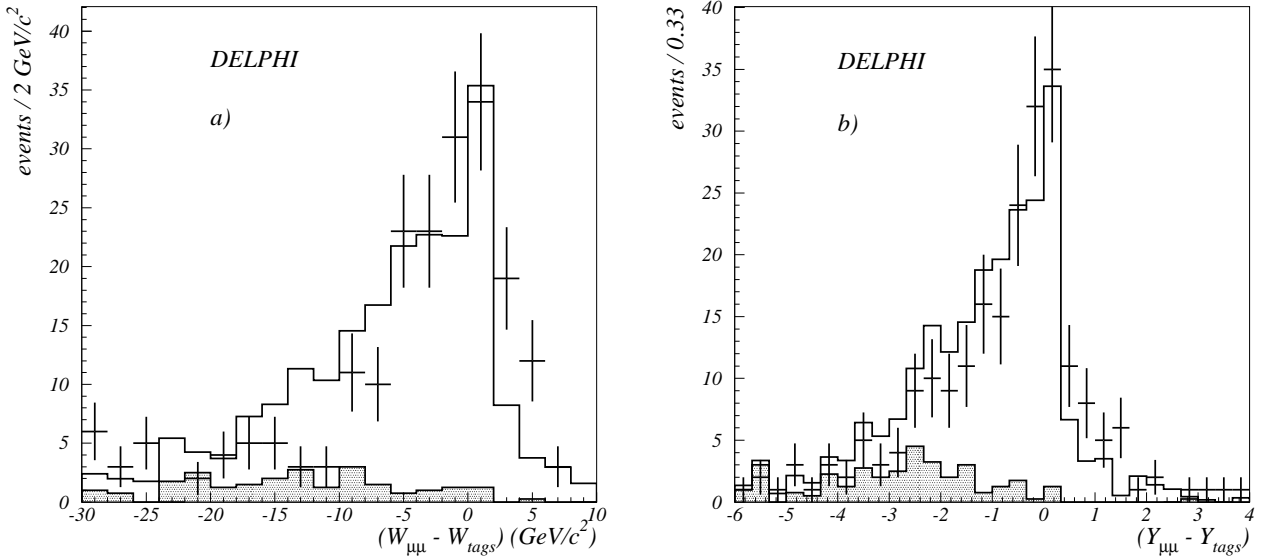 events / 2 GeV/c²
40
35
30
25
20
15
10
5
0
DELPHI
a)
-30 -20 -15 -10 -5 0 5 10
(W_μμ - W_tags) (GeV/c²)
events / 0.33
40
35
30
25
20
15
10
5
0
DELPHI
b)
-6 -5 -4 -3 -2 -1 0 1 2 3 4
(Y_μμ - Y_tags)